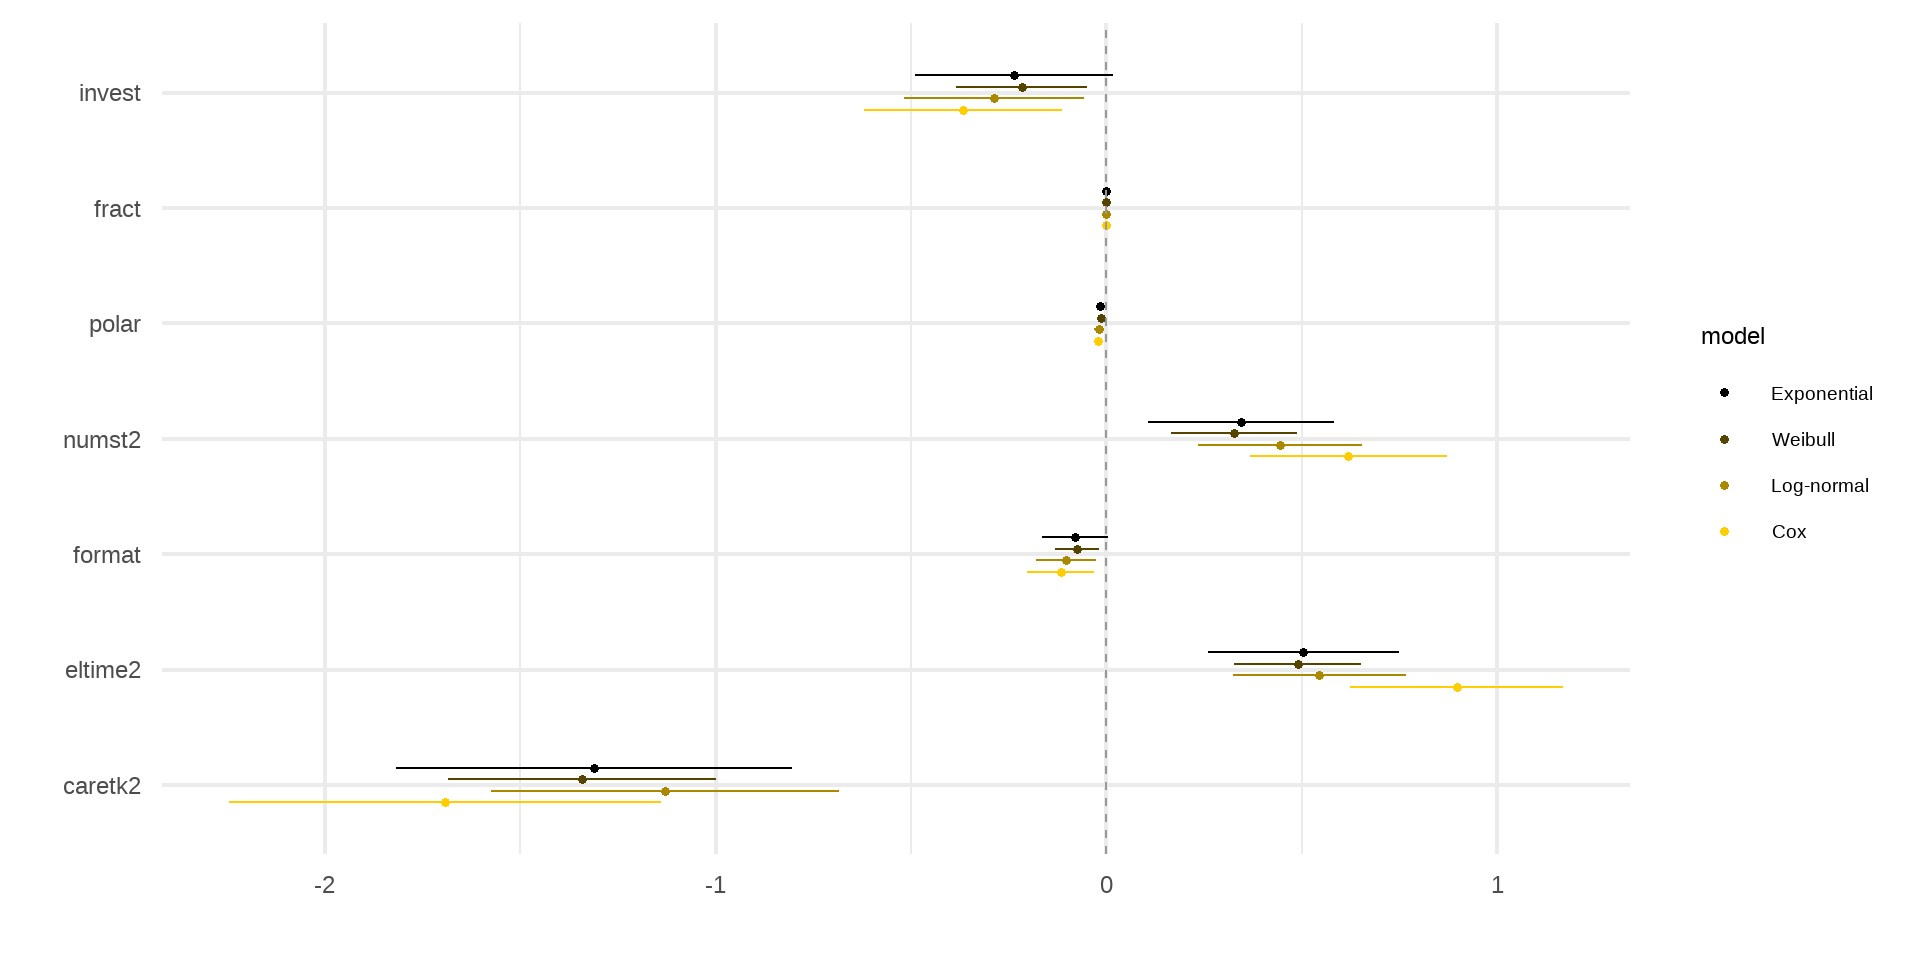 invest
fract
polar
numst2
format
eltime2
caretk2
-2 -1 0 1
model
Exponential
Weibull
Log-normal
Cox